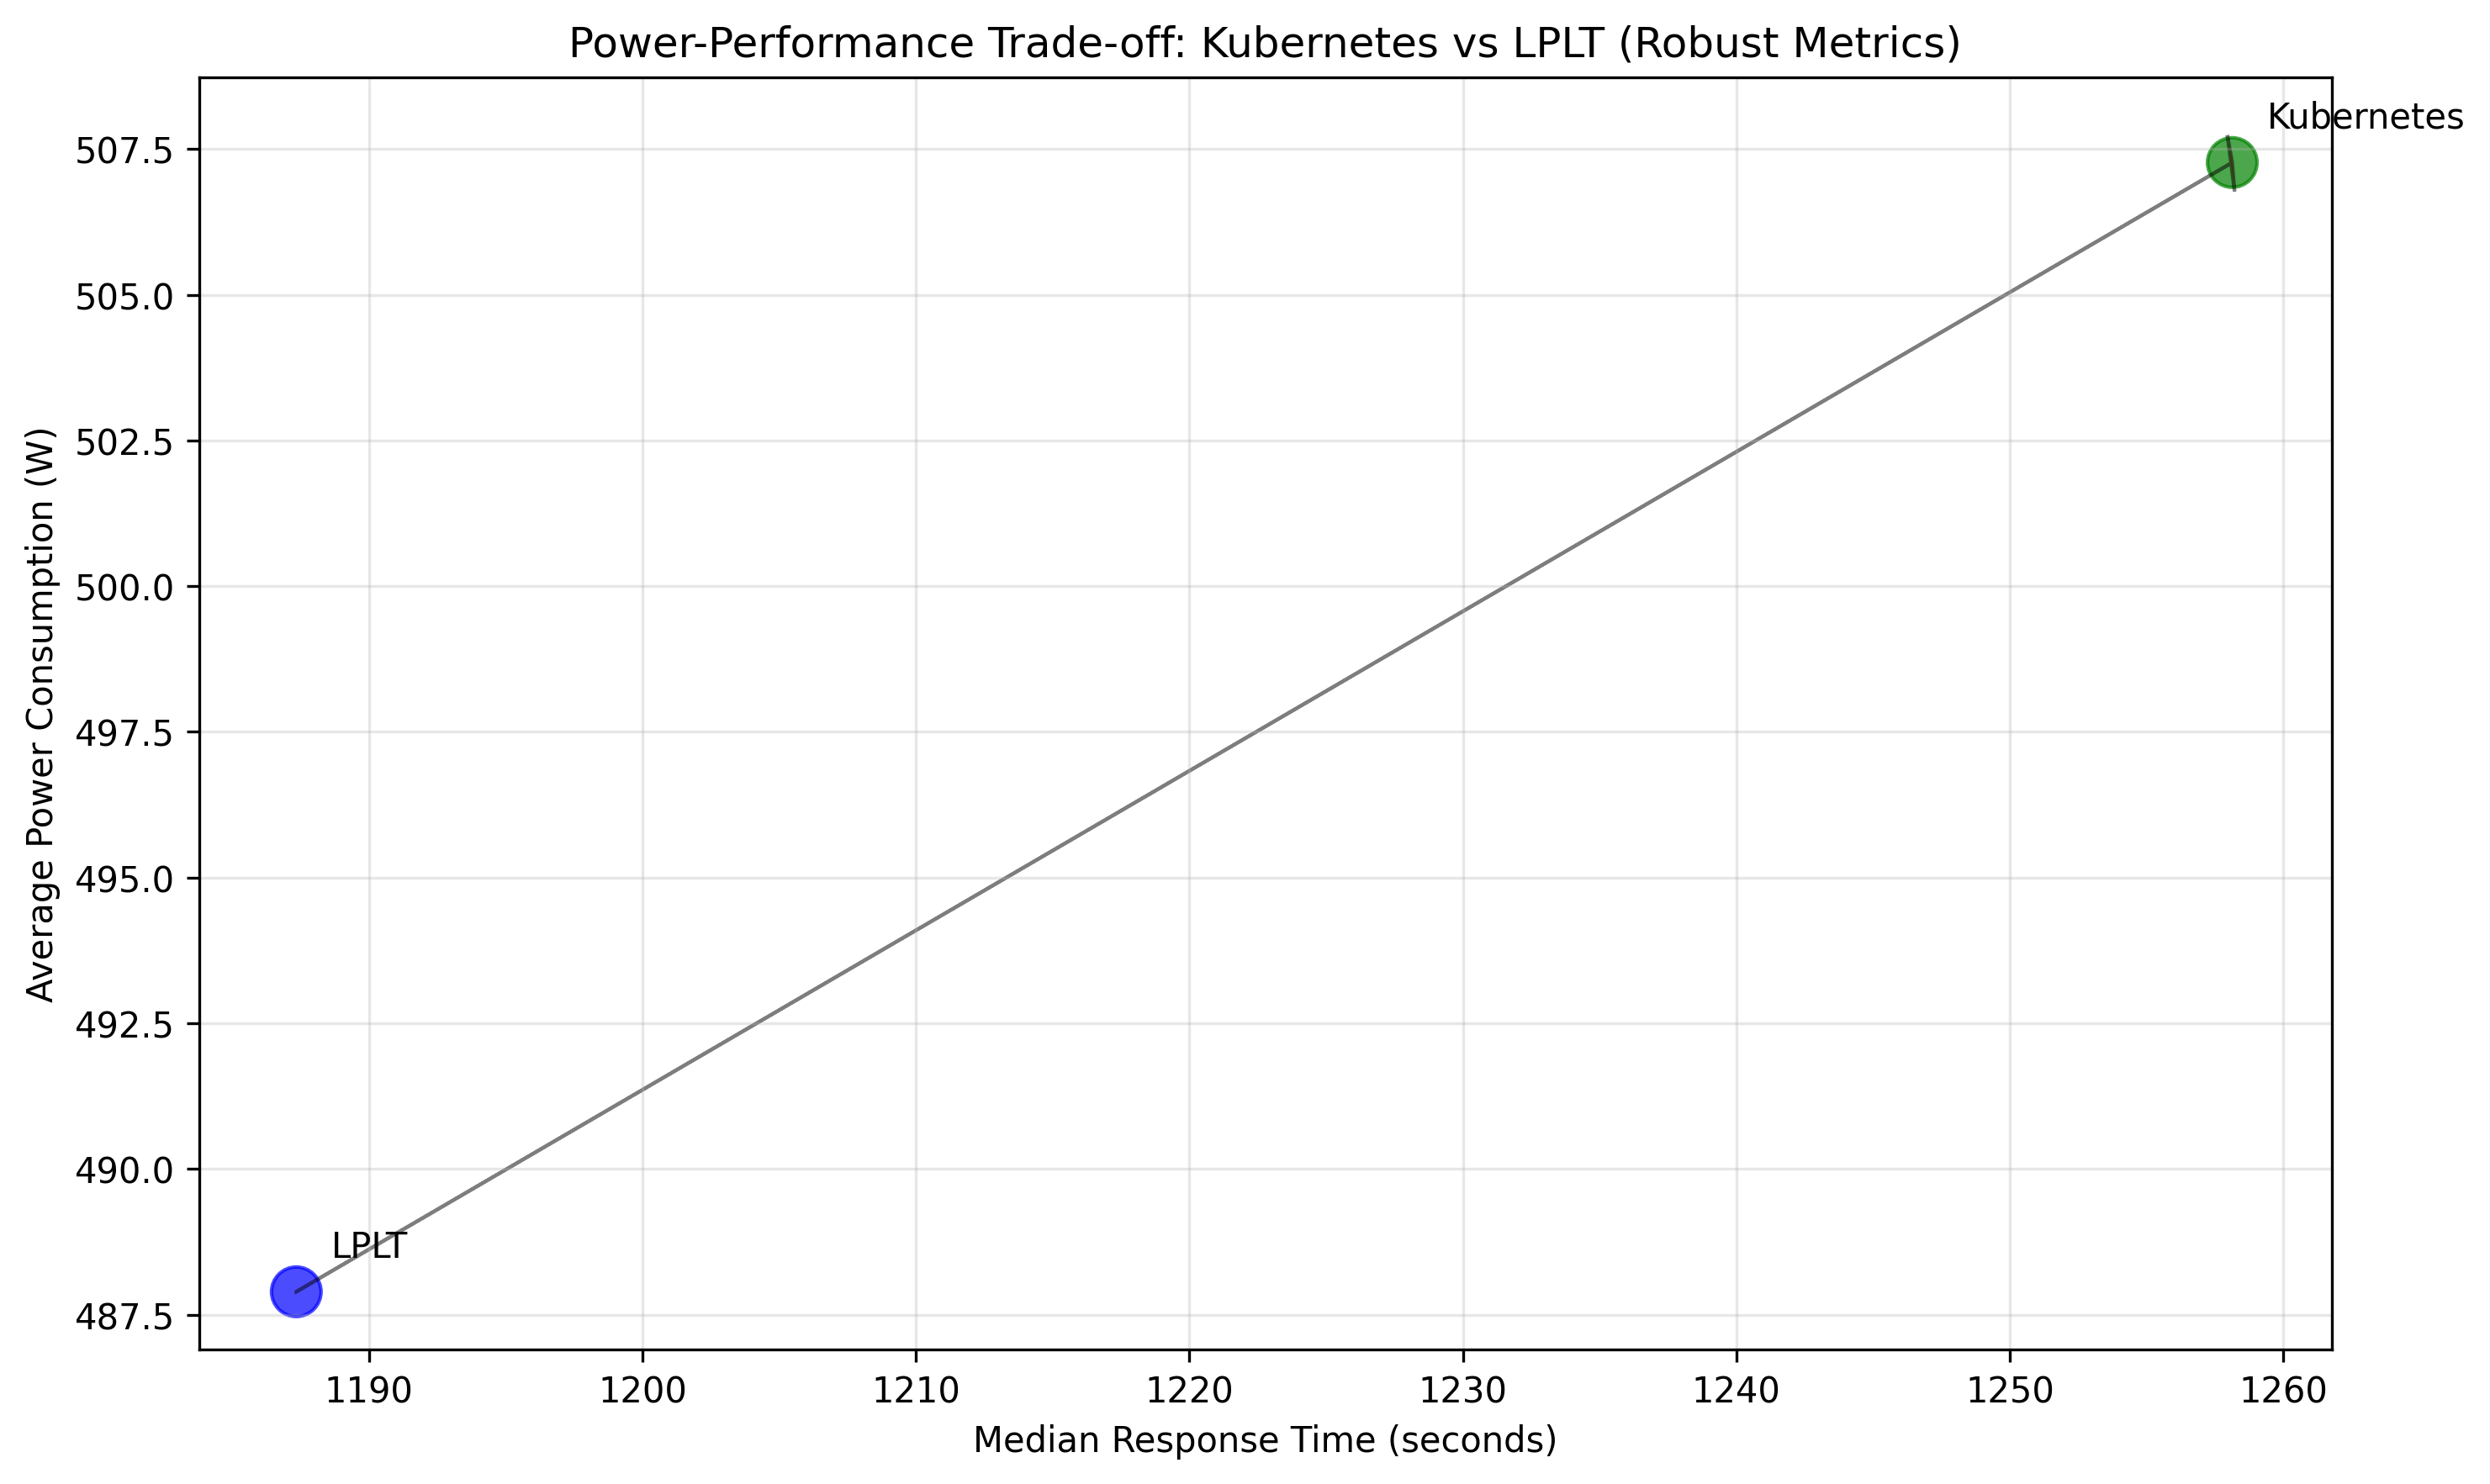 Power-Performance Trade-off: Kubernetes vs LPLT (Robust Metrics)
Kubernetes
507.5
505.0
502.5
500.0
497.5
495.0
492.5
490.0
487.5
Average Power Consumption (W)
LPLT
1190 1200 1210 1220 1230 1240 1250 1260
Median Response Time (seconds)